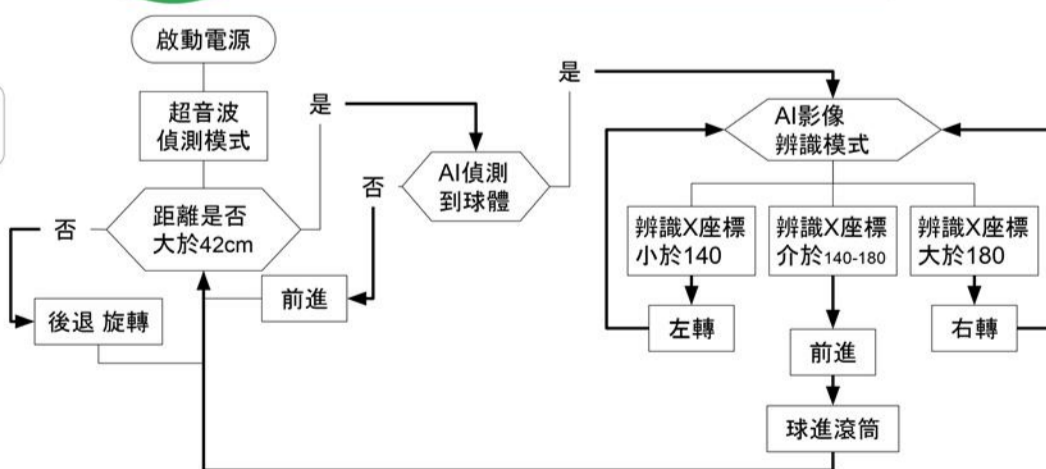 啟動電源
超音波
偵測模式
距離是否
大於42cm
否
後退 旋轉
是
AI偵測
到球體
否
前進
是
AI影像
辨識模式
辨識X座標
小於140
左轉
辨識X座標
介於140-180
前進
球進滾筒
辨識X座標
大於180
右轉